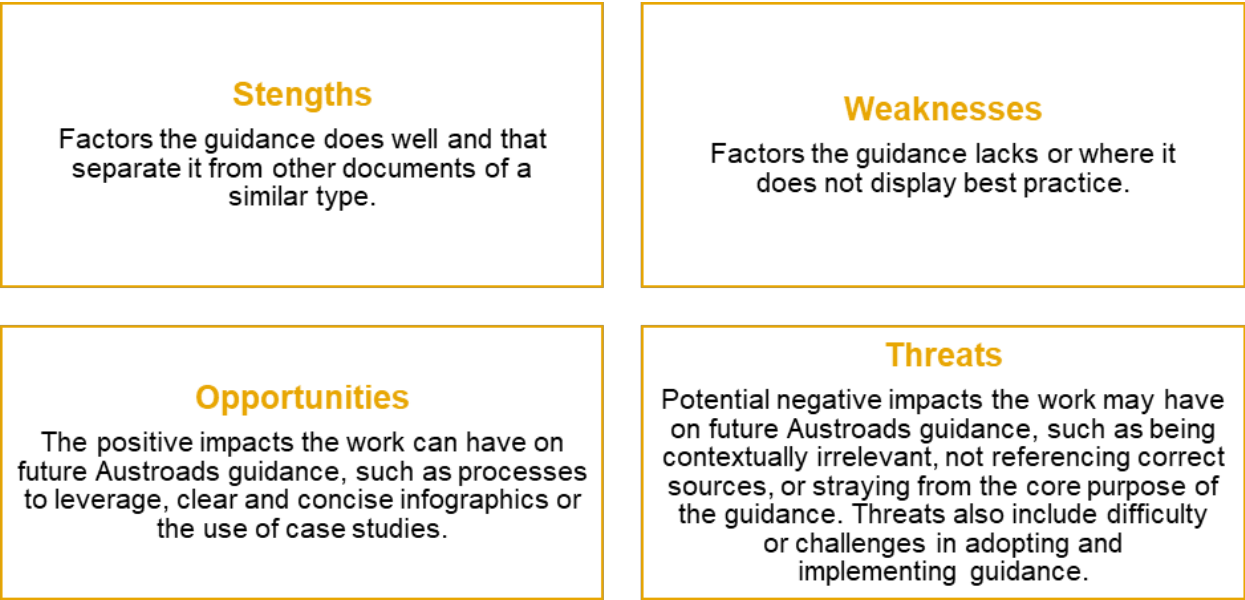 Stengths
Factors the guidance does well and that
separate it from other documents of a
similar type.
Weaknesses
Factors the guidance lacks or where it
does not display best practice.
Opportunities
The positive impacts the work can have on
future Austroads guidance, such as processes
to leverage, clear and concise infographics or
the use of case studies.
Threats
Potential negative impacts the work may have
on future Austroads guidance, such as being
contextually irrelevant, not referencing correct
sources, or straying from the core purpose of
the guidance. Threats also include difficulty
or challenges in adopting and
implementing guidance.